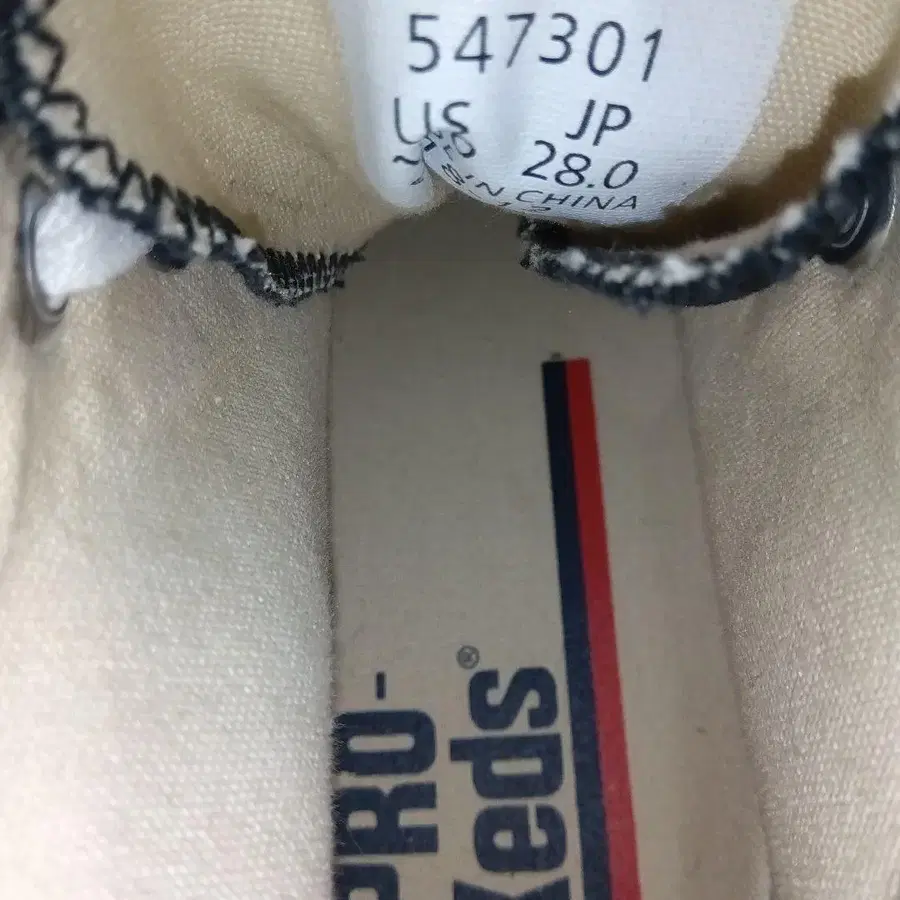 547301
US JP
28.0
CHINA
PRO-
Keds®